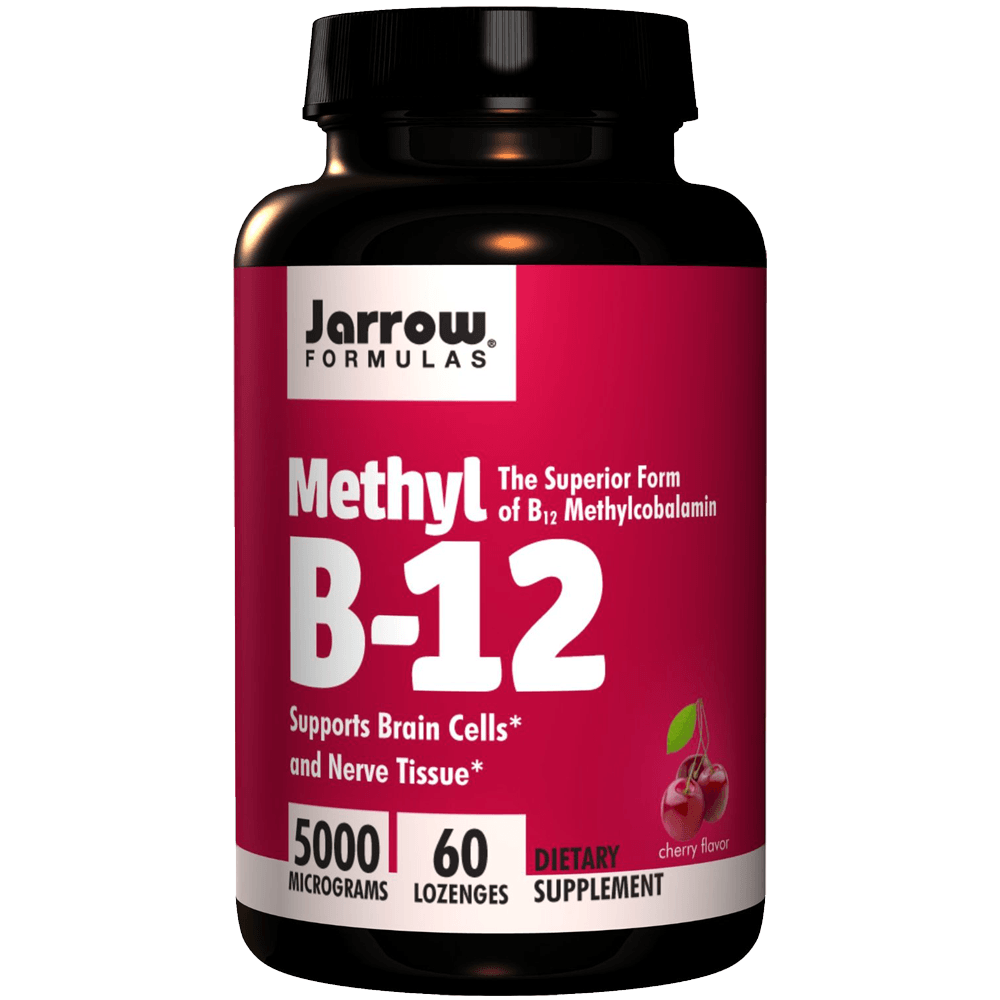 Jarrow®
FORMULAS
Methyl
The Superior Form
of B12 Methylcobalamin
B-12
Supports Brain Cells*
and Nerve Tissue*
5000
MICROGRAMS
60
LOZENGES
DIETARY
SUPPLEMENT
cherry flavor